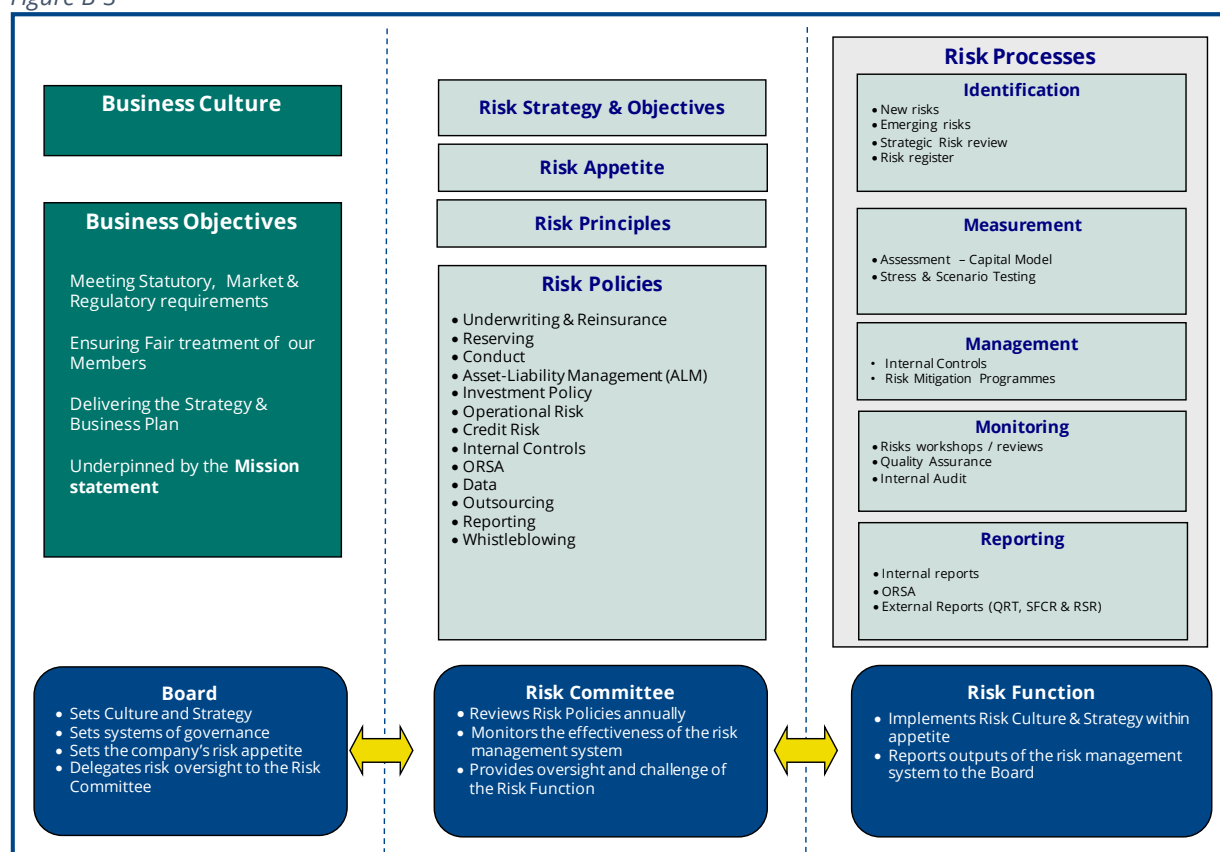 Figure B-3
Business Culture
Business Objectives
Meeting Statutory, Market &
Regulatory requirements
Ensuring Fair treatment of our
Members
Delivering the Strategy &
Business Plan
Underpinned by the Mission
statement
Board
• Sets Culture and Strategy
• Sets systems of governance
• Sets the company's risk appetite
• Delegates risk oversight to the Risk
Committee
Risk Strategy & Objectives
Risk Appetite
Risk Principles
Risk Policies
• Underwriting & Reinsurance
• Reserving
• Conduct
• Asset-Liability Management (ALM)
• Investment Policy
• Operational Risk
• Credit Risk
• Internal Controls
• ORSA
• Data
• Outsourcing
• Reporting
• Whistleblowing
Risk Committee
• Reviews Risk Policies annually
• Monitors the effectiveness of the risk
management system
• Provides oversight and challenge of
the Risk Function
Risk Processes
Identification
• New risks
• Emerging risks
• Strategic Risk review
• Risk register
Measurement
• Assessment – Capital Model
• Stress & Scenario Testing
Management
• Internal Controls
• Risk Mitigation Programmes
Monitoring
• Risks workshops / reviews
• Quality Assurance
• Internal Audit
Reporting
• Internal reports
• ORSA
• External Reports (QRT, SFCR & RSR)
Risk Function
• Implements Risk Culture & Strategy within
appetite
• Reports outputs of the risk management
system to the Board